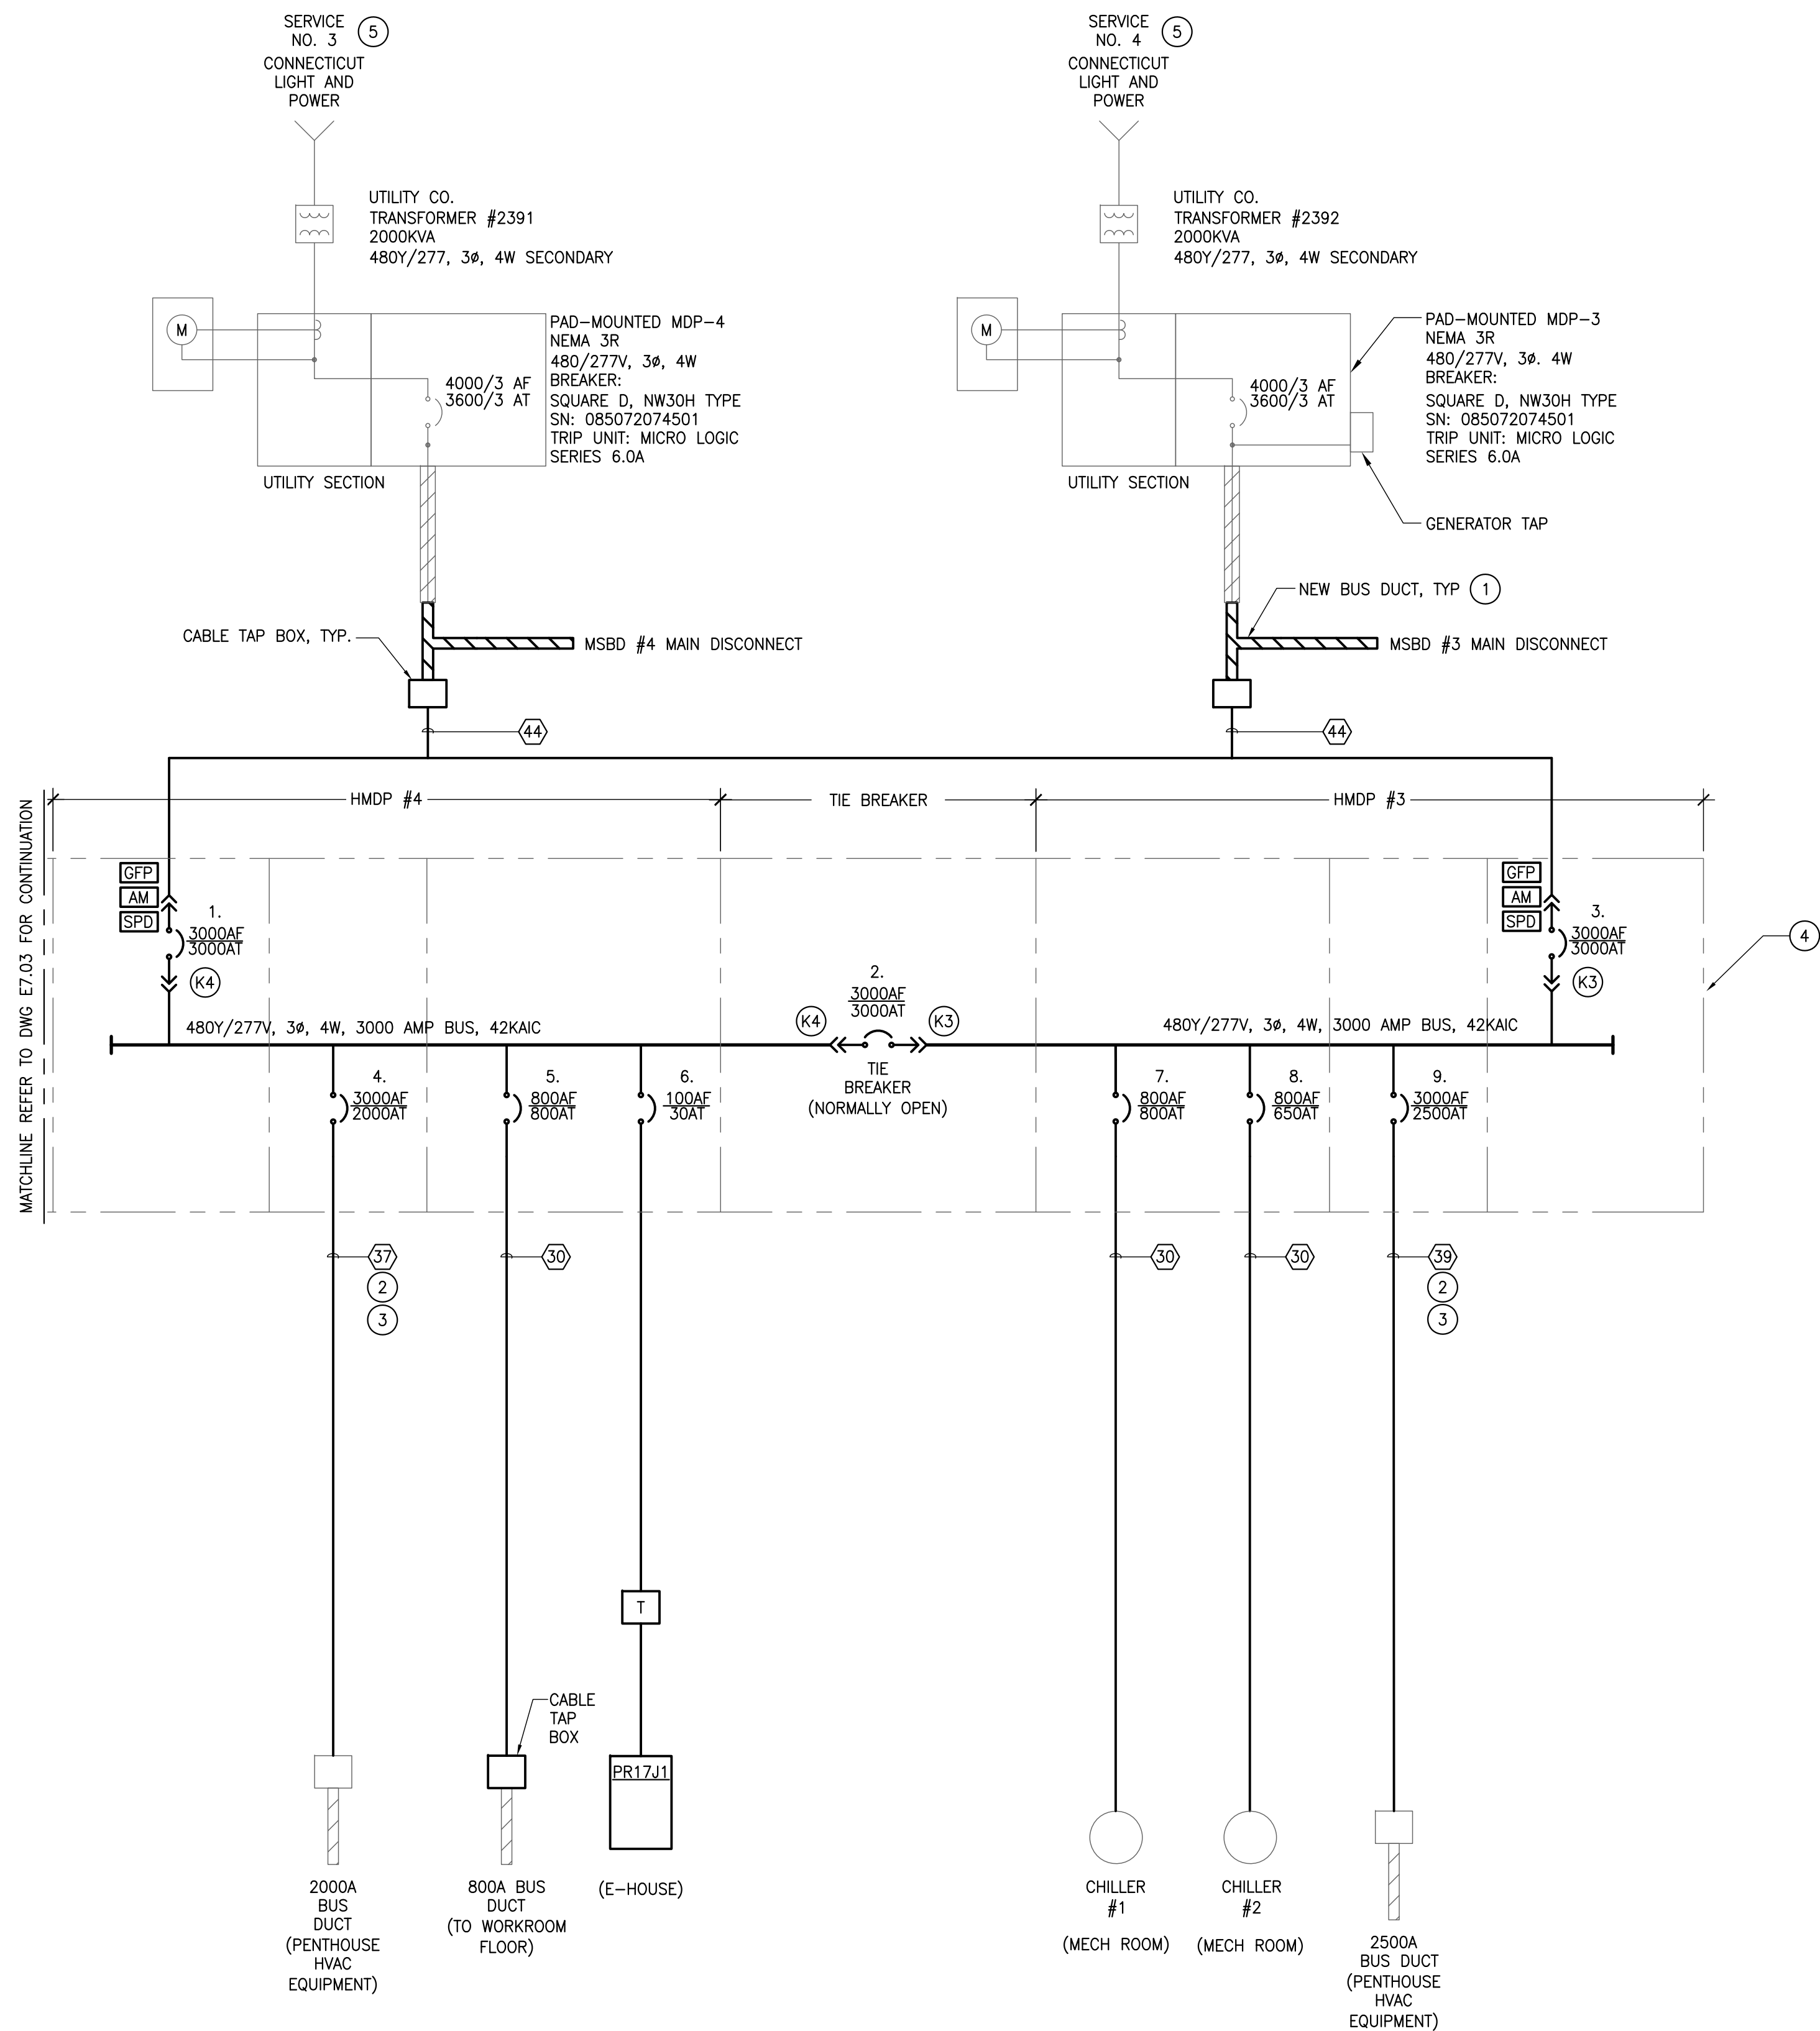 SERVICE
NO. 3
5
CONNECTICUT
LIGHT AND
POWER
SERVICE
NO. 4
5
CONNECTICUT
LIGHT AND
POWER
UTILITY CO.
TRANSFORMER #2391
2000KVA
480Y/277, 3ø, 4W SECONDARY
UTILITY CO.
TRANSFORMER #2392
2000KVA
480Y/277, 3ø, 4W SECONDARY
M
4000/3 AF
3600/3 AT
PAD-MOUNTED MDP-4
NEMA 3R
480/277V, 3ø, 4W
BREAKER:
SQUARE D, NW30H TYPE
SN: 085072074501
TRIP UNIT: MICRO LOGIC
SERIES 6.0A
UTILITY SECTION
M
4000/3 AF
3600/3 AT
PAD-MOUNTED MDP-3
NEMA 3R
480/277V, 3ø. 4W
BREAKER:
SQUARE D, NW30H TYPE
SN: 085072074501
TRIP UNIT: MICRO LOGIC
SERIES 6.0A
UTILITY SECTION
GENERATOR TAP
NEW BUS DUCT, TYP 1
CABLE TAP BOX, TYP.
MSBD #4 MAIN DISCONNECT
MSBD #3 MAIN DISCONNECT
44
44
MATCHLINE REFER TO DWG E7.03 FOR CONTINUATION
HMDP #4
TIE BREAKER
HMDP #3
GFP
AM
SPD
1.
3000AF
3000AT
K4
GFP
AM
SPD
3.
3000AF
3000AT
K3
4
480Y/277V, 3ø, 4W, 3000 AMP BUS, 42KAIC
K4
2.
3000AF
3000AT
K3
TIE
BREAKER
(NORMALLY OPEN)
480Y/277V, 3ø, 4W, 3000 AMP BUS, 42KAIC
4.
3000AF
2000AT
5.
800AF
800AT
6.
100AF
30AT
7.
800AF
800AT
8.
800AF
650AT
9.
3000AF
2500AT
37
2
3
30
30
30
39
2
3
T
CABLE
TAP
BOX
PR17J1
2000A
BUS
DUCT
(PENTHOUSE
HVAC
EQUIPMENT)
800A BUS
DUCT
(TO WORKROOM
FLOOR)
(E-HOUSE)
CHILLER
#1
(MECH ROOM)
CHILLER
#2
(MECH ROOM)
2500A
BUS DUCT
(PENTHOUSE
HVAC
EQUIPMENT)